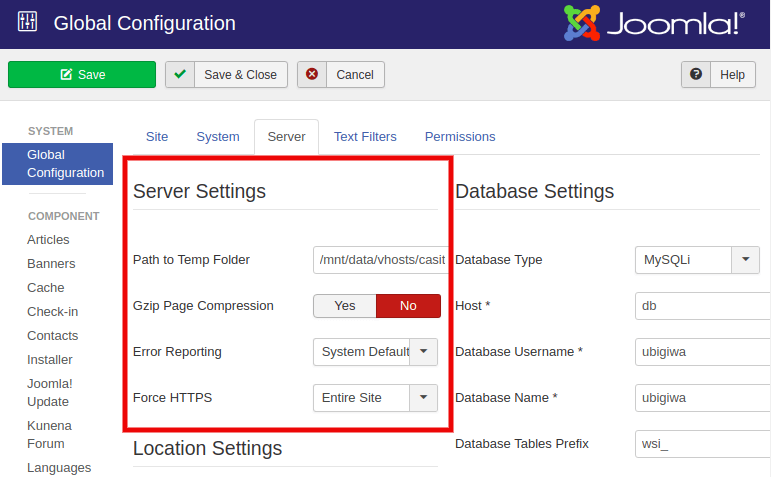 Global Configuration
Joomla!®
Save
Save & Close
Cancel
? Help
SYSTEM
Global
Configuration
COMPONENT
Articles
Banners
Cache
Check-in
Contacts
Installer
Joomla!
Update
Kunena
Forum
Languages
Site System Server Text Filters Permissions
Server Settings
Path to Temp Folder /mnt/data/vhosts/casit
Gzip Page Compression Yes No
Error Reporting System Default
Force HTTPS Entire Site
Location Settings
Database Settings
Database Type MySQLi
Host * db
Database Username * ubigiwa
Database Name * ubigiwa
Database Tables Prefix wsi_